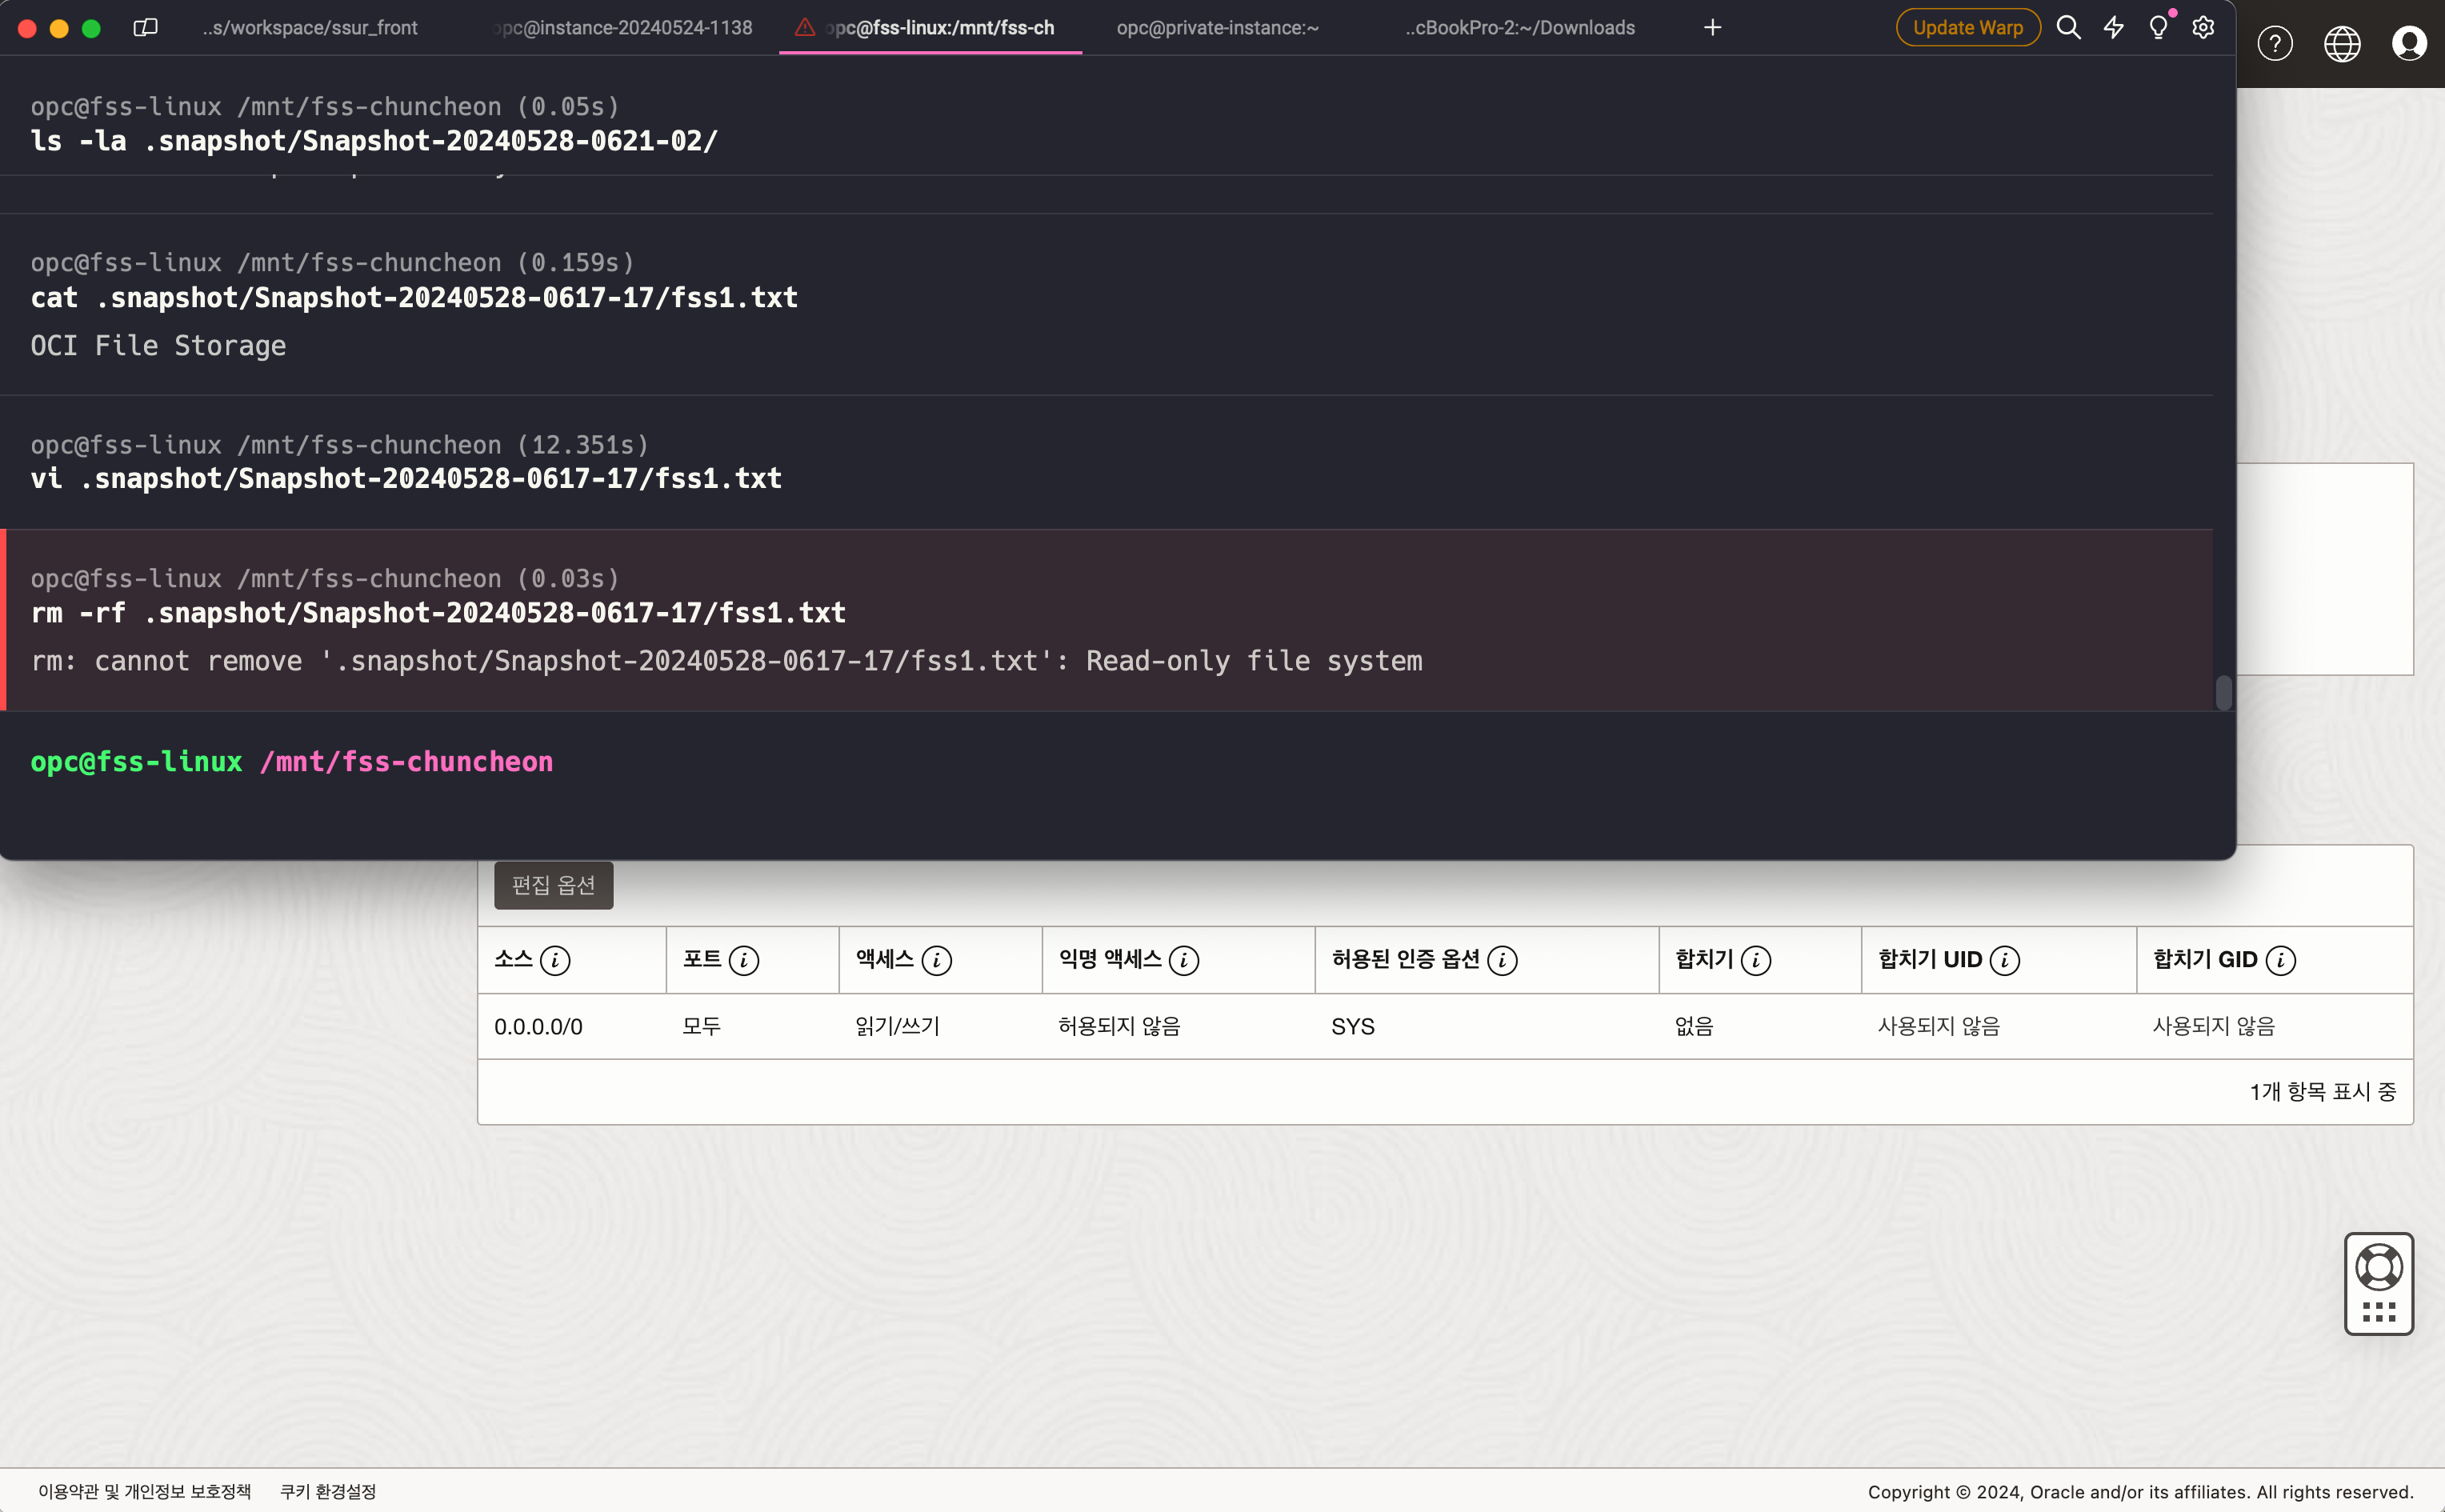 ..s/workspace/ssur_front
opc@instance-20240524-1138
opc@fss-linux:/mnt/fss-ch
opc@private-instance:~
..cBookPro-2:~/Downloads
Update Warp
opc@fss-linux /mnt/fss-chuncheon (0.05s)
ls -la .snapshot/Snapshot-20240528-0621-02/
opc@fss-linux /mnt/fss-chuncheon (0.159s)
cat .snapshot/Snapshot-20240528-0617-17/fss1.txt
OCI File Storage
opc@fss-linux /mnt/fss-chuncheon (12.351s)
vi .snapshot/Snapshot-20240528-0617-17/fss1.txt
opc@fss-linux /mnt/fss-chuncheon (0.03s)
rm -rf .snapshot/Snapshot-20240528-0617-17/fss1.txt
rm: cannot remove '.snapshot/Snapshot-20240528-0617-17/fss1.txt': Read-only file system
opc@fss-linux /mnt/fss-chuncheon
편집 옵션
소스 포트 액세스 익명 액세스 허용된 인증 옵션 합치기 합치기 UID 합치기 GID
0.0.0.0/0 모두 읽기/쓰기 허용되지 않음 SYS 없음 사용되지 않음 사용되지 않음
1개 항목 표시 중
이용약관 및 개인정보 보호정책 쿠키 환경설정
Copyright © 2024, Oracle and/or its affiliates. All rights reserved.